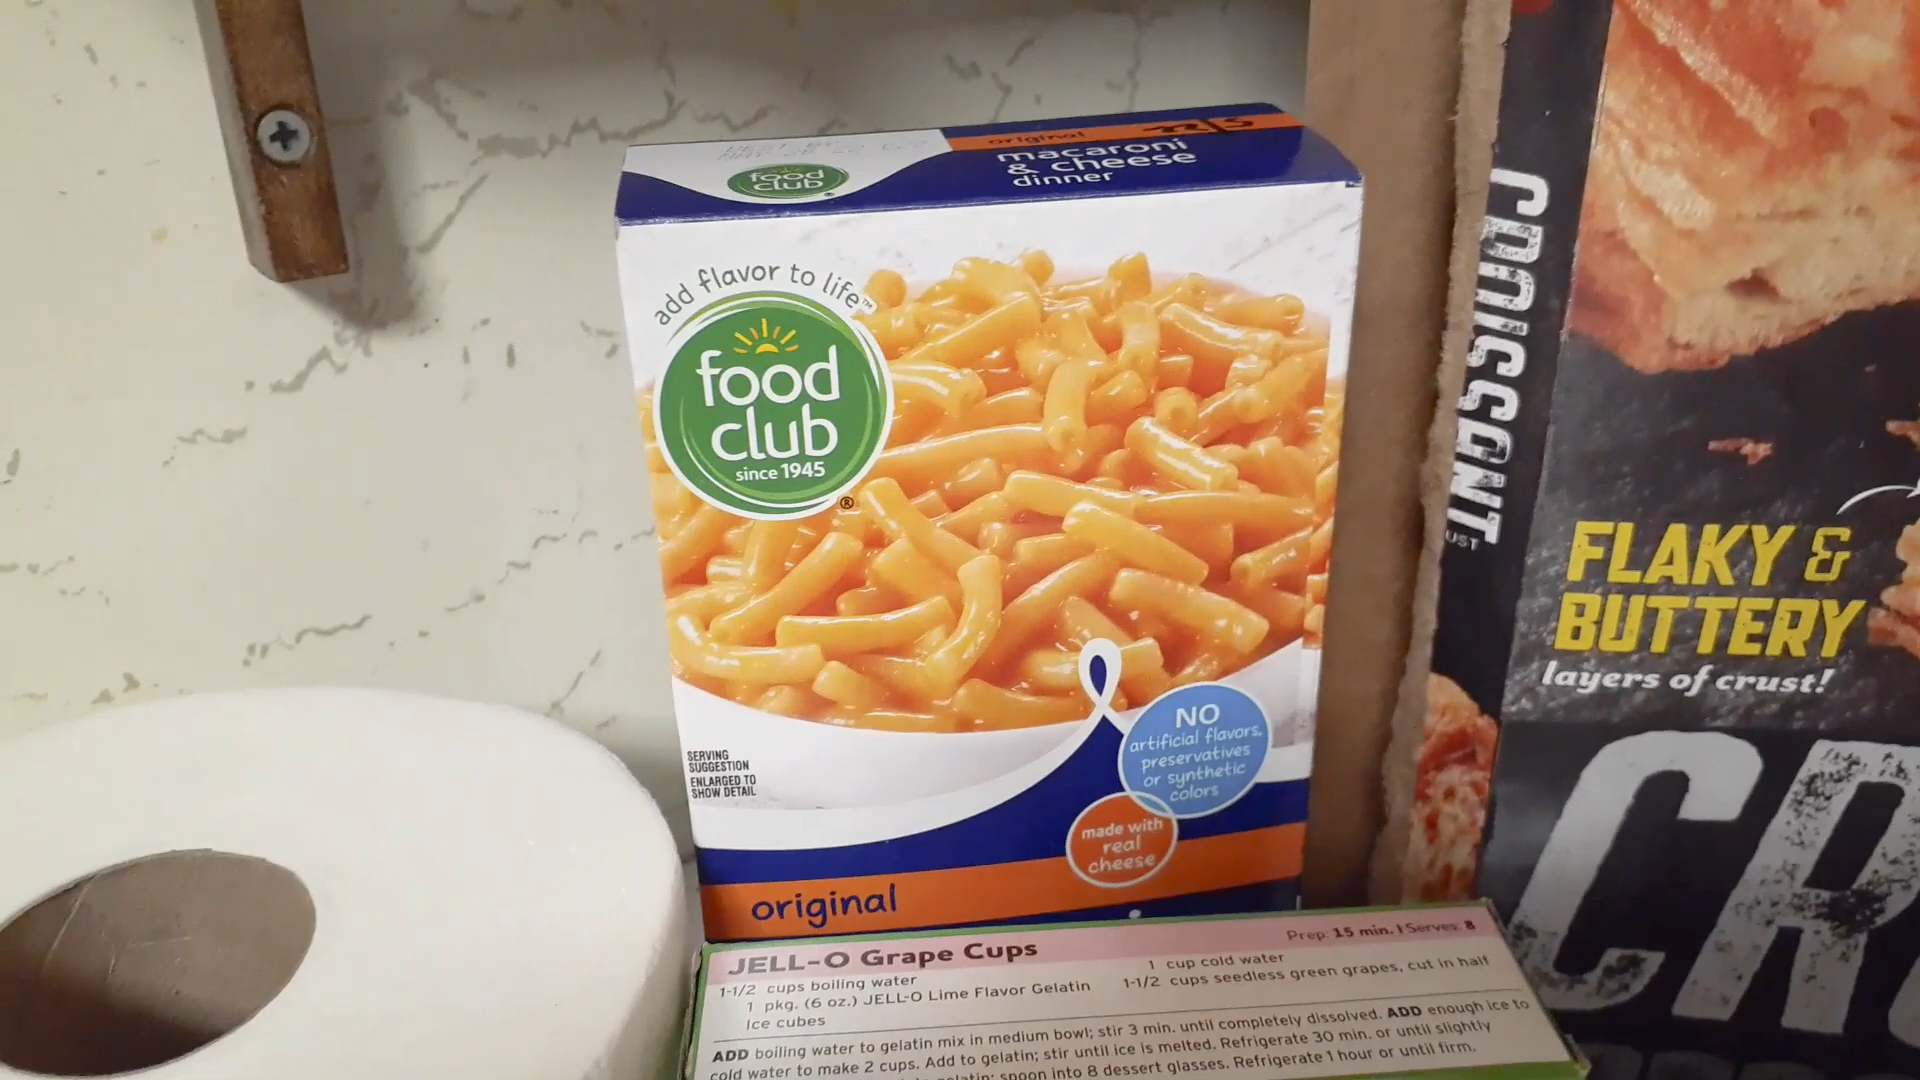 original
macaroni
& cheese
dinner
food
club
add flavor to life™
food
club
since 1945
®
SERVING
SUGGESTION
ENLARGED TO
SHOW DETAIL
NO
artificial flavors,
preservatives
or synthetic
colors
made with
real
cheese
original
CROISSANT
FLAKY &
BUTTERY
layers of crust!
CR
JELL-O Grape Cups
Prep: 15 min. | Serves: 8
1-1/2 cups boiling water
1 pkg. (6 oz.) JELL-O Lime Flavor Gelatin
Ice cubes
1 cup cold water
1-1/2 cups seedless green grapes, cut in half
ADD boiling water to gelatin mix in medium bowl; stir 3 min. until completely dissolved. ADD enough ice to
cold water to make 2 cups. Add to gelatin; stir until ice is melted. Refrigerate 30 min. or until slightly
gelatin; spoon into 8 dessert glasses. Refrigerate 1 hour or until firm.